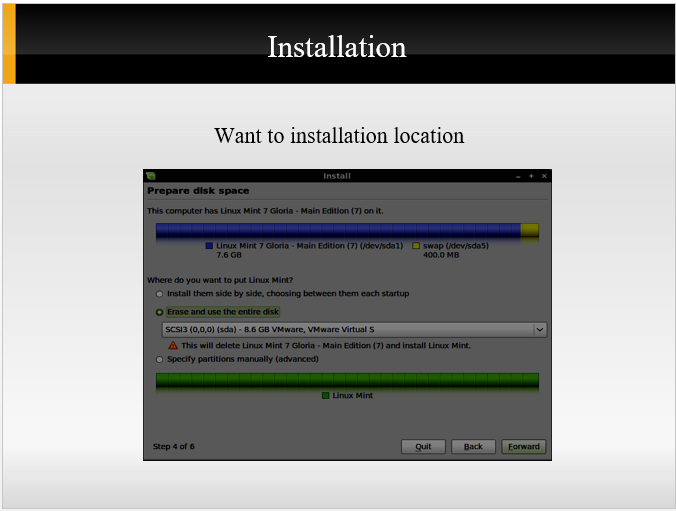 Installation
Want to installation location
Install
Prepare disk space
This computer has Linux Mint 7 Gloria - Main Edition (7) on it.
Linux Mint 7 Gloria - Main Edition (7) (/dev/sda1) swap (/dev/sda5)
7.6 GB 400.0 MB
Where do you want to put Linux Mint?
Install them side by side, choosing between them each startup
Erase and use the entire disk
SCSI3 (0,0,0) (sda) - 8.6 GB VMware, VMware Virtual S
This will delete Linux Mint 7 Gloria - Main Edition (7) and install Linux Mint.
Specify partitions manually (advanced)
Linux Mint
Step 4 of 6 Quit Back Forward